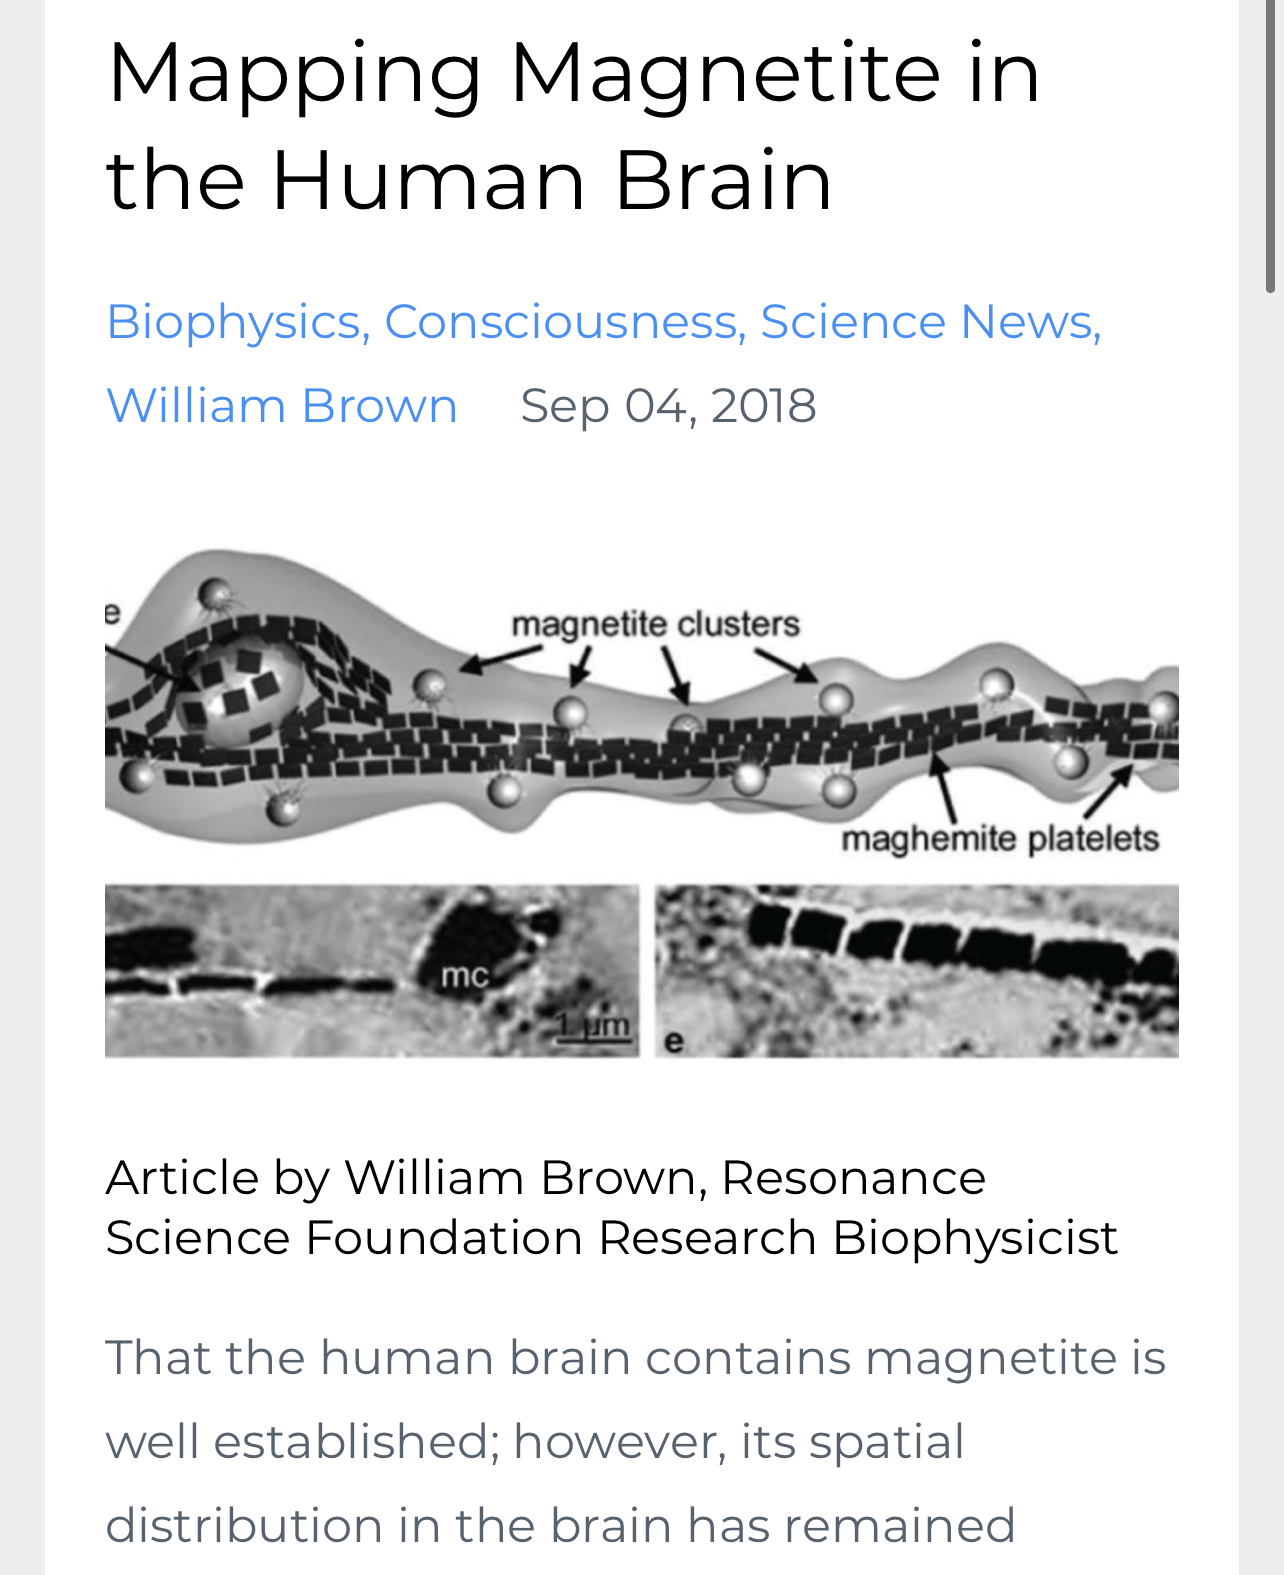 Mapping Magnetite in
the Human Brain
Biophysics, Consciousness, Science News,
William Brown Sep 04, 2018
e
magnetite clusters
maghemite platelets
mc
1 µm
e
Article by William Brown, Resonance
Science Foundation Research Biophysicist
That the human brain contains magnetite is
well established; however, its spatial
distribution in the brain has remained